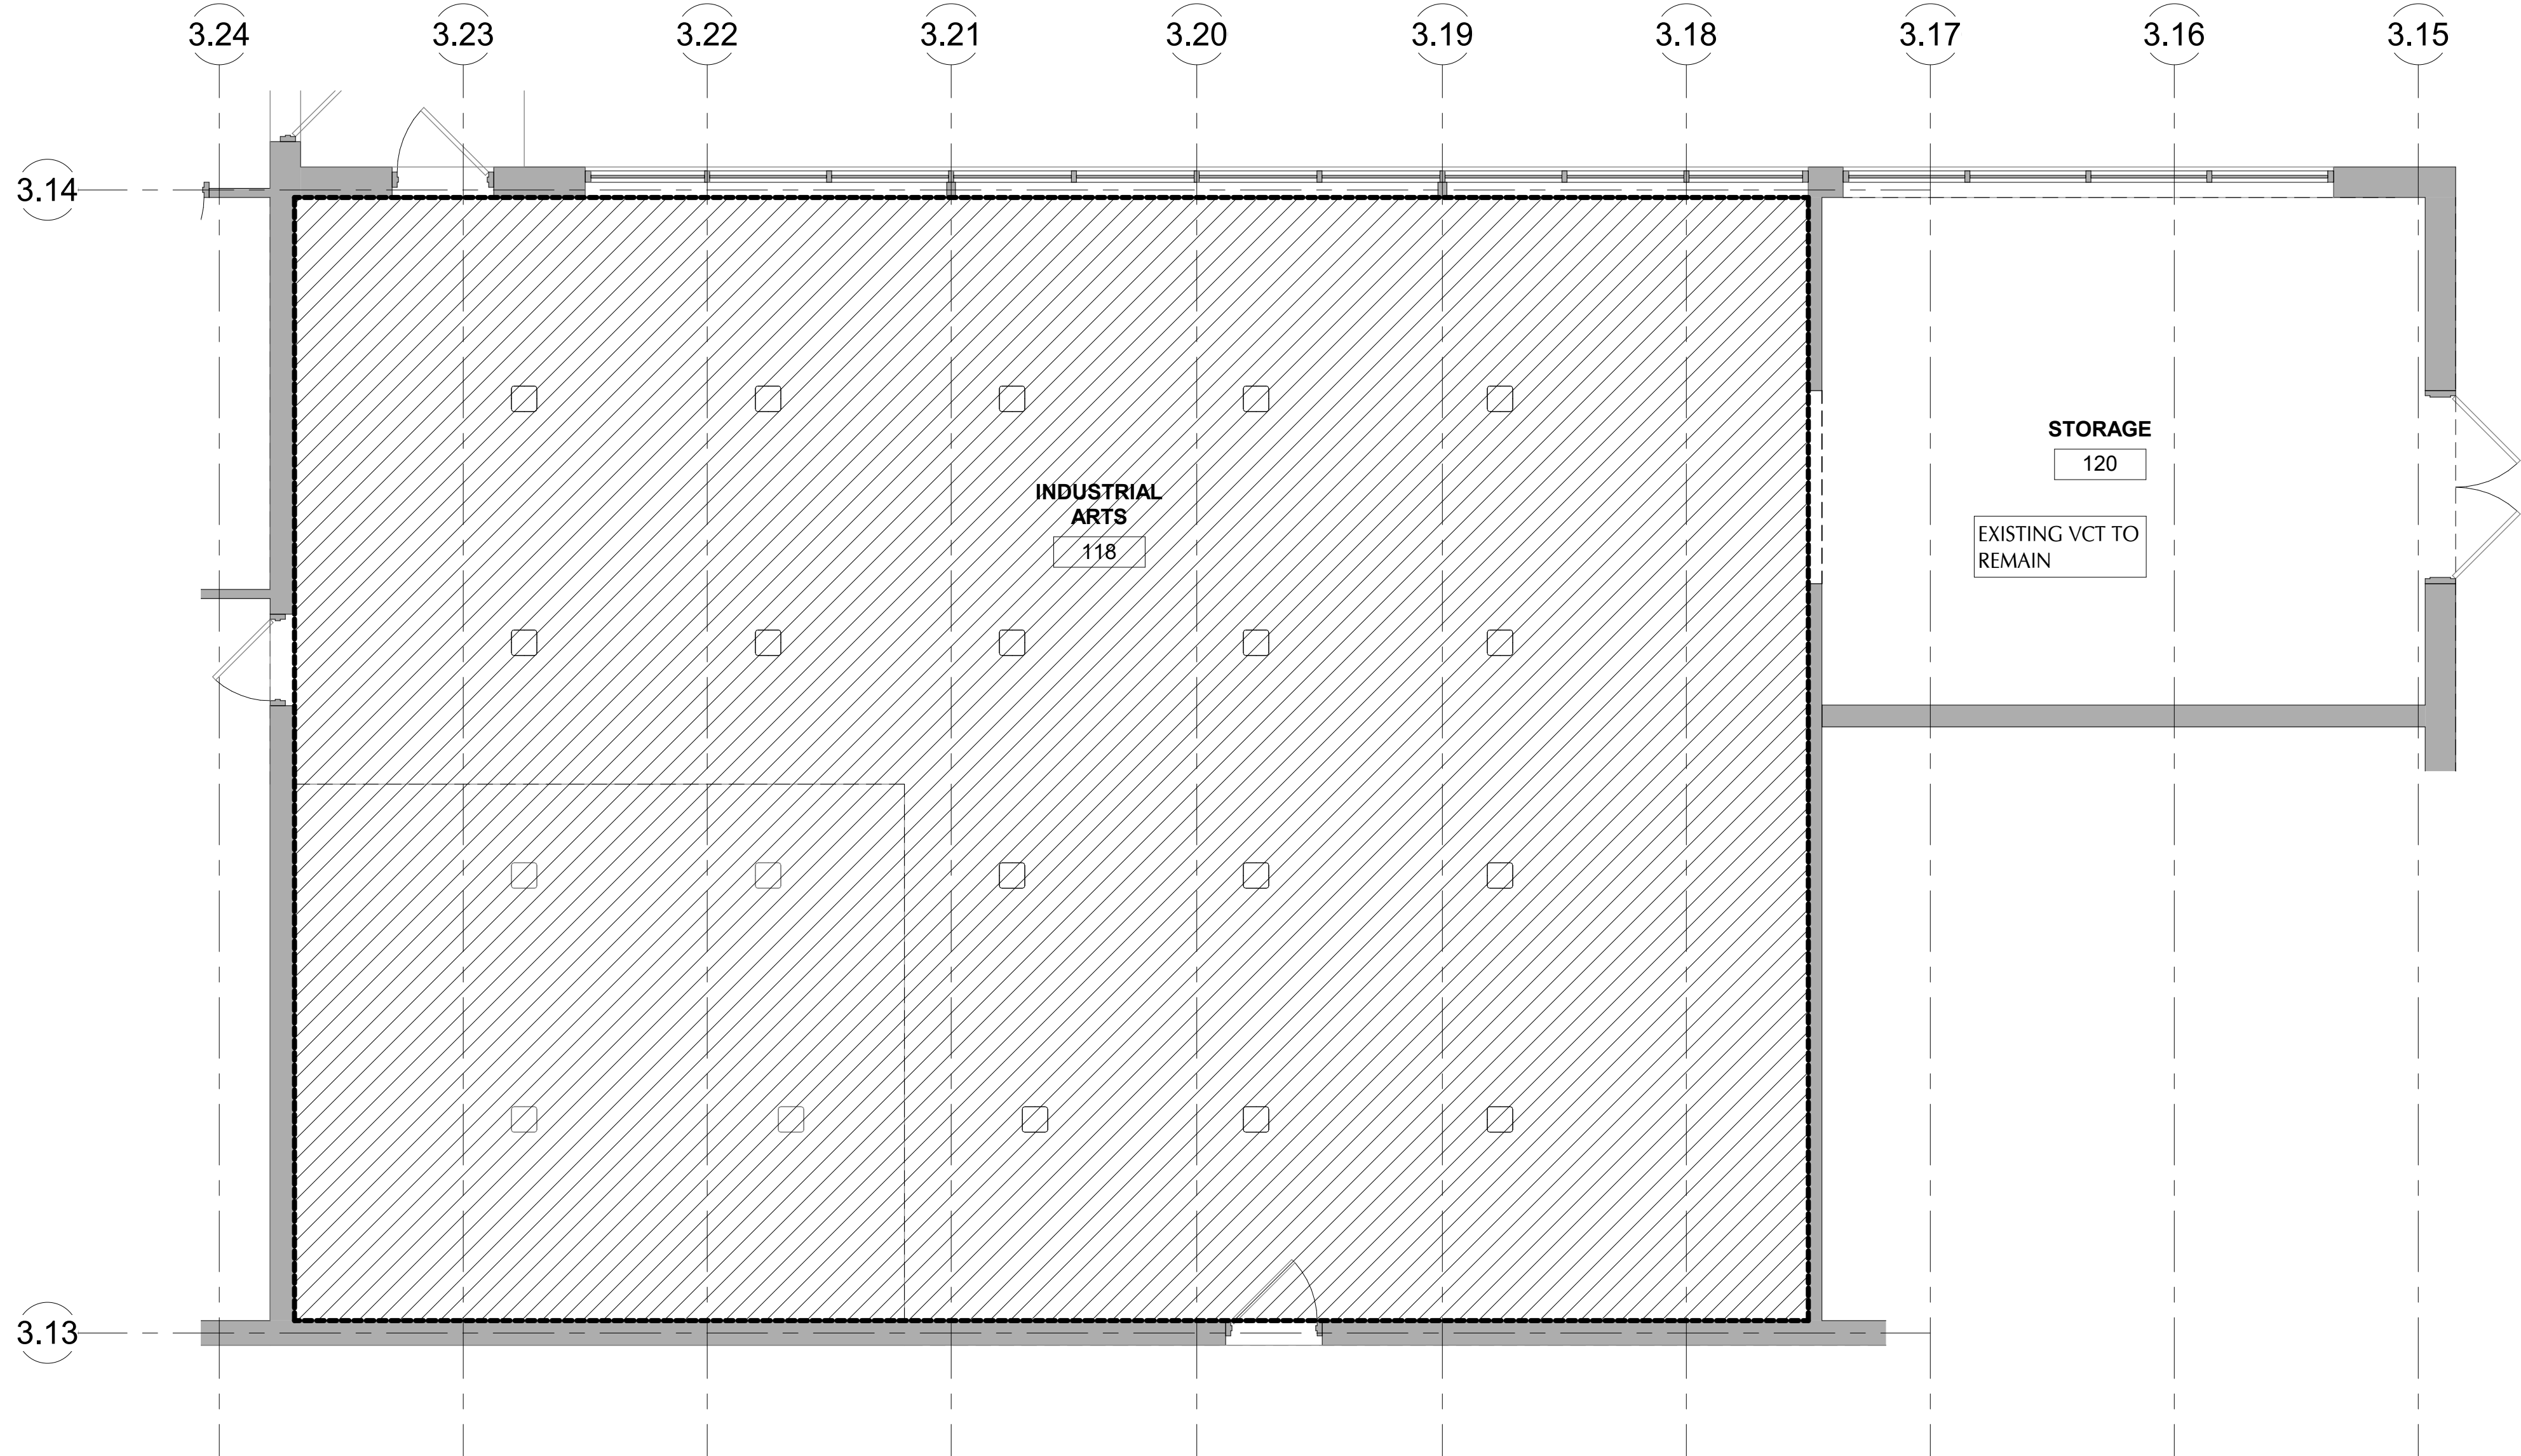 3.24
3.23
3.22
3.21
3.20
3.19
3.18
3.17
3.16
3.15
3.14
STORAGE
120
INDUSTRIAL
ARTS
118
EXISTING VCT TO
REMAIN
3.13